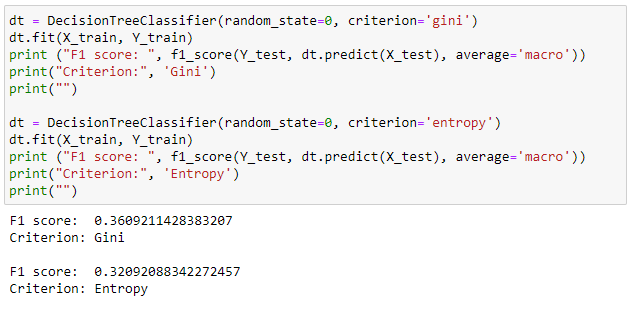 dt = DecisionTreeClassifier(random_state=0, criterion='gini')
dt.fit(X_train, Y_train)
print ("F1 score: ", f1_score(Y_test, dt.predict(X_test), average='macro'))
print("Criterion:", 'Gini')
print("")
dt = DecisionTreeClassifier(random_state=0, criterion='entropy')
dt.fit(X_train, Y_train)
print ("F1 score: ", f1_score(Y_test, dt.predict(X_test), average='macro'))
print("Criterion:", 'Entropy')
print("")
F1 score:  0.3609211428383207
Criterion: Gini
F1 score:  0.32092088342272457
Criterion: Entropy